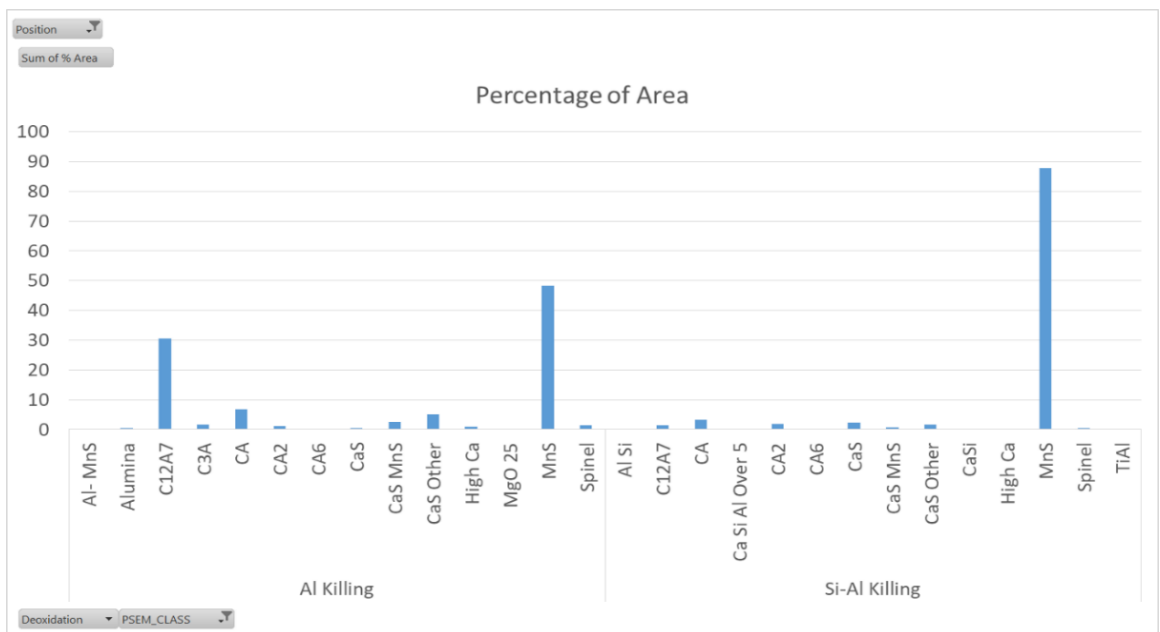 Position
Sum of % Area
Percentage of Area
100
90
80
70
60
50
40
30
20
10
0
Al- MnS
Alumina
C12A7
C3A
CA
CA2
CA6
CaS
CaS MnS
CaS Other
High Ca
MgO 25
MnS
Spinel
Al Si
C12A7
CA
Ca Si Al Over 5
CA2
CA6
CaS
CaS MnS
CaS Other
CaSi
High Ca
MnS
Spinel
TiAl
Al Killing
Si-Al Killing
Deoxidation PSEM_CLASS